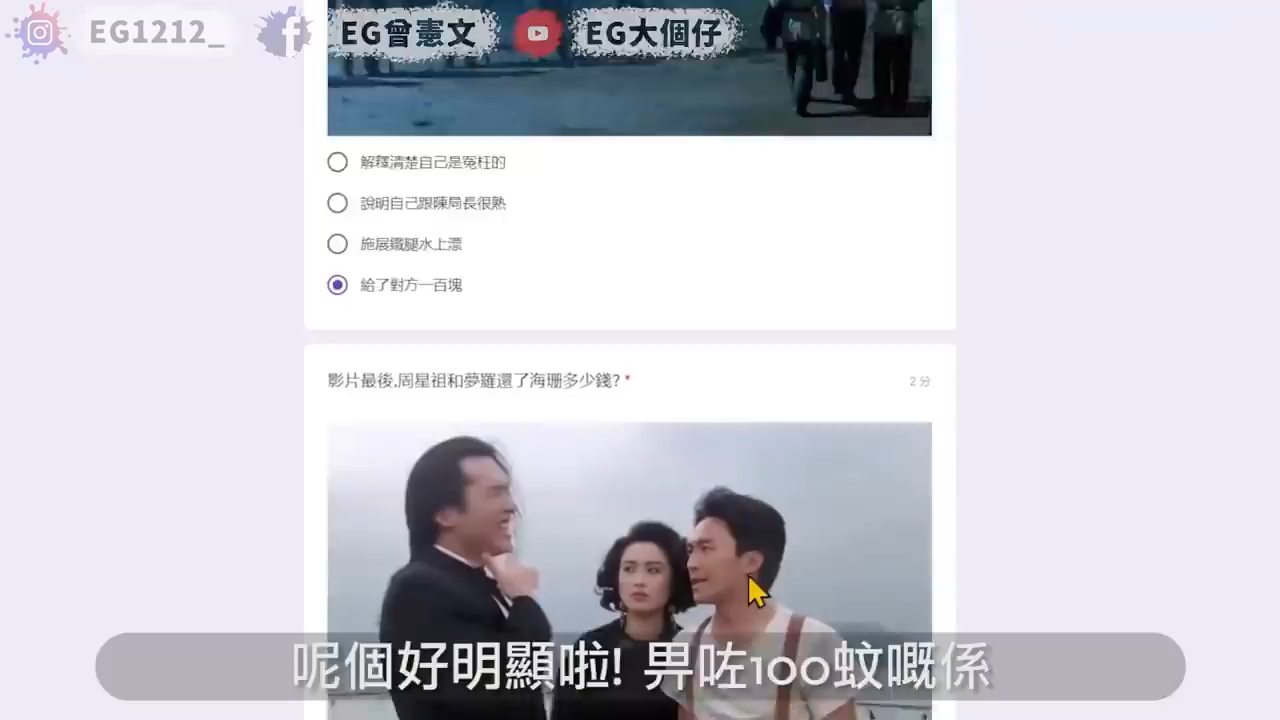 EG1212_ EG曾憲文 EG大個仔
解釋清楚自己是冤枉的
說明自己跟陳局長很熟
施展鐵腿水上漂
給了對方一百塊
影片最後,周星祖和夢羅還了海珊多少錢? *
2 分
呢個好明顯啦! 畀咗100蚊嘅係